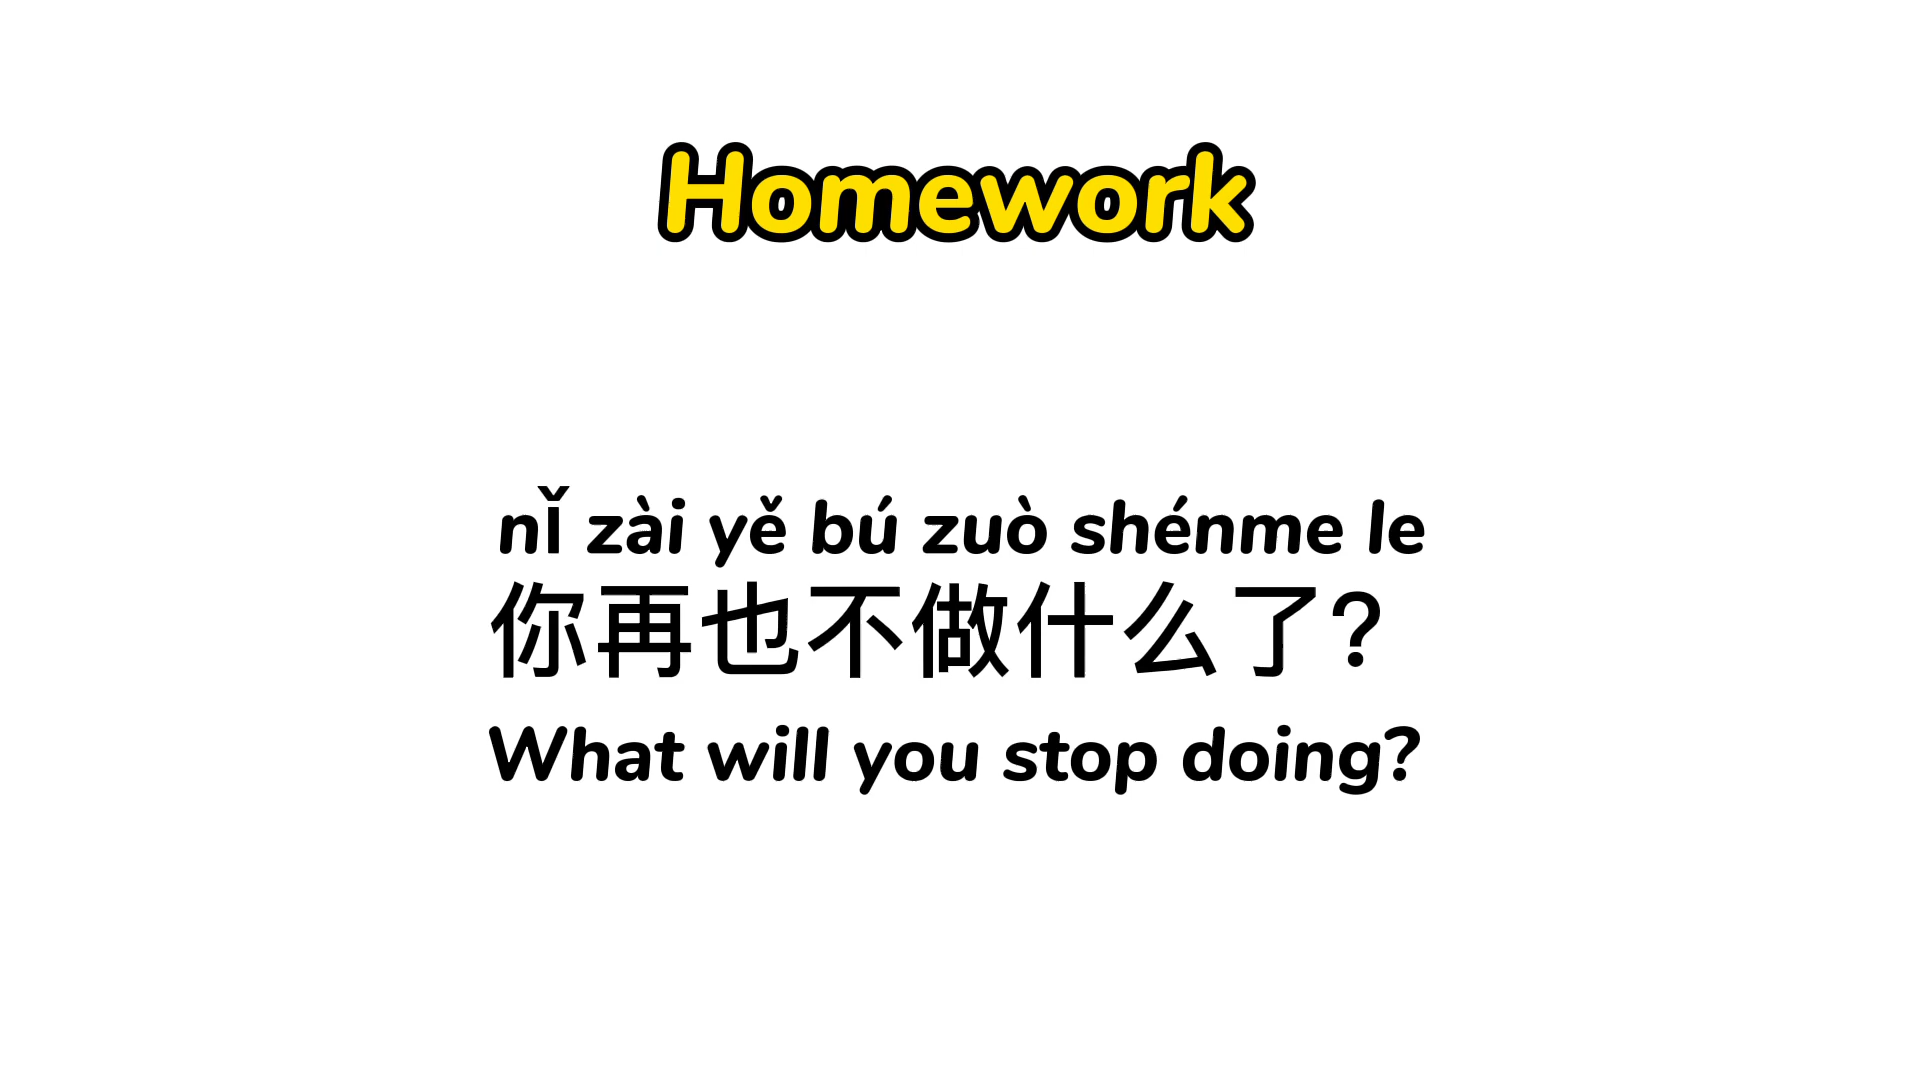 Homework
nǐ zài yě bú zuò shénme le
你再也不做什么了？
What will you stop doing?